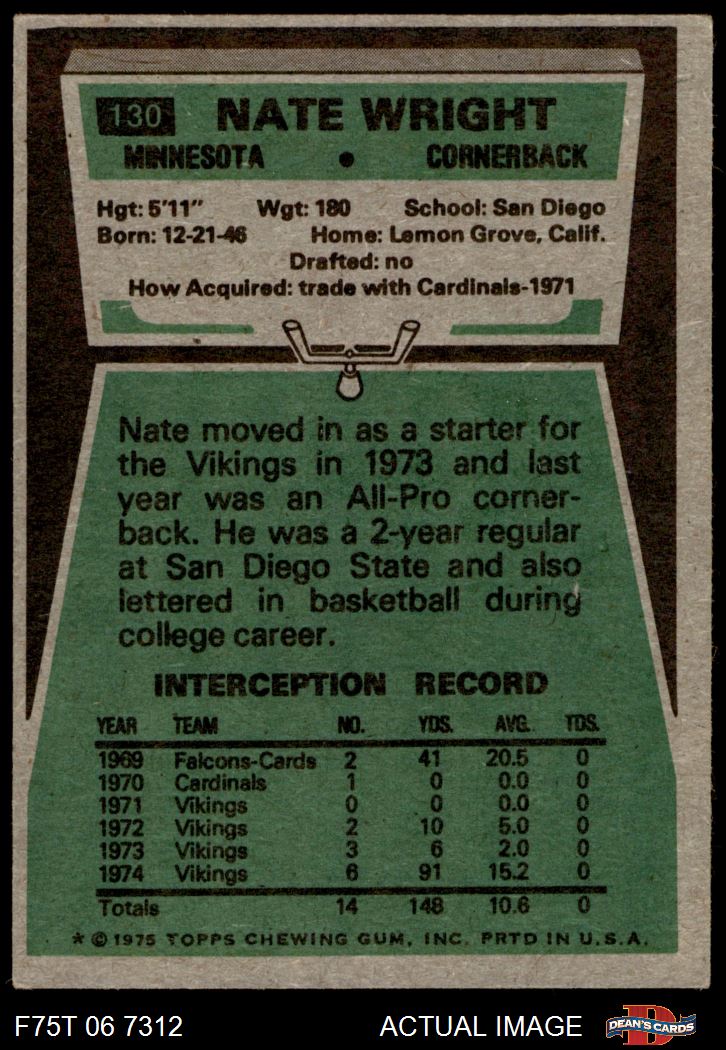 130 NATE WRIGHT
MINNESOTA • CORNERBACK
Hgt: 5'11" Wgt: 180 School: San Diego
Born: 12-21-46 Home: Lemon Grove, Calif.
Drafted: no
How Acquired: trade with Cardinals-1971
Nate moved in as a starter for
the Vikings in 1973 and last
year was an All-Pro corner-
back. He was a 2-year regular
at San Diego State and also
lettered in basketball during
college career.
INTERCEPTION RECORD
YEAR TEAM NO. YDS. AVG. TDS.
1969 Falcons-Cards 2 41 20.5 0
1970 Cardinals 1 0 0.0 0
1971 Vikings 0 0 0.0 0
1972 Vikings 2 10 5.0 0
1973 Vikings 3 6 2.0 0
1974 Vikings 6 91 15.2 0
Totals 14 148 10.6 0
* © 1975 TOPPS CHEWING GUM, INC. PRTD IN U.S.A.
F75T 06 7312 ACTUAL IMAGE D DEAN'S CARDS